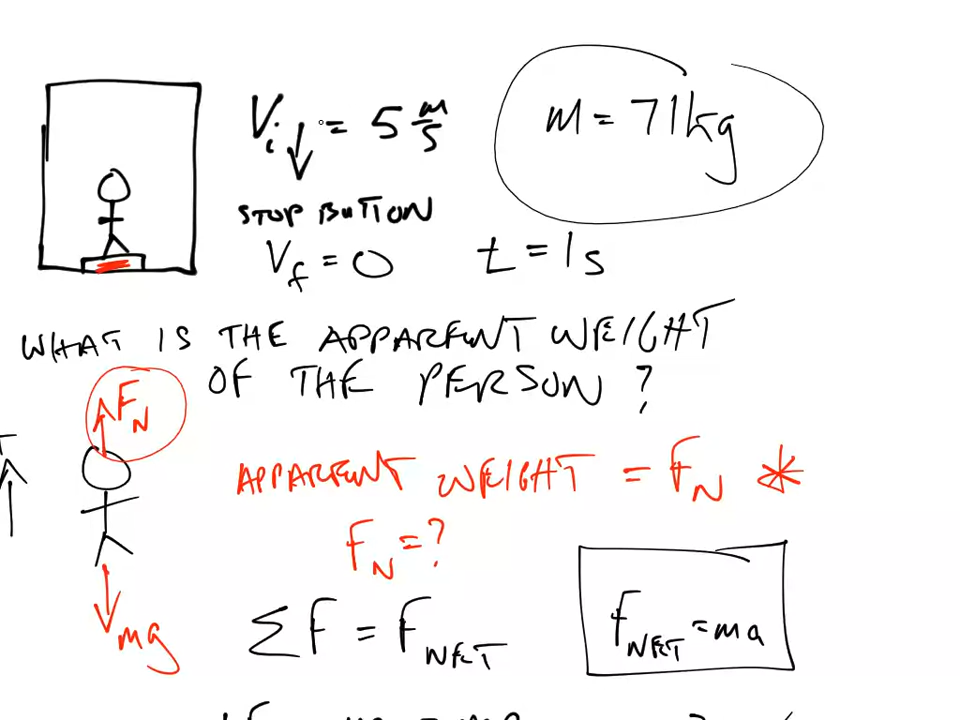 Vi↓ = 5 m/s
m = 71kg
STOP BUTTON
Vf = 0
t = 1s
WHAT IS THE APPARENT WEIGHT
OF THE PERSON?
FN
APPARENT WEIGHT = FN *
FN = ?
mg
ΣF = FNET
FNET = ma